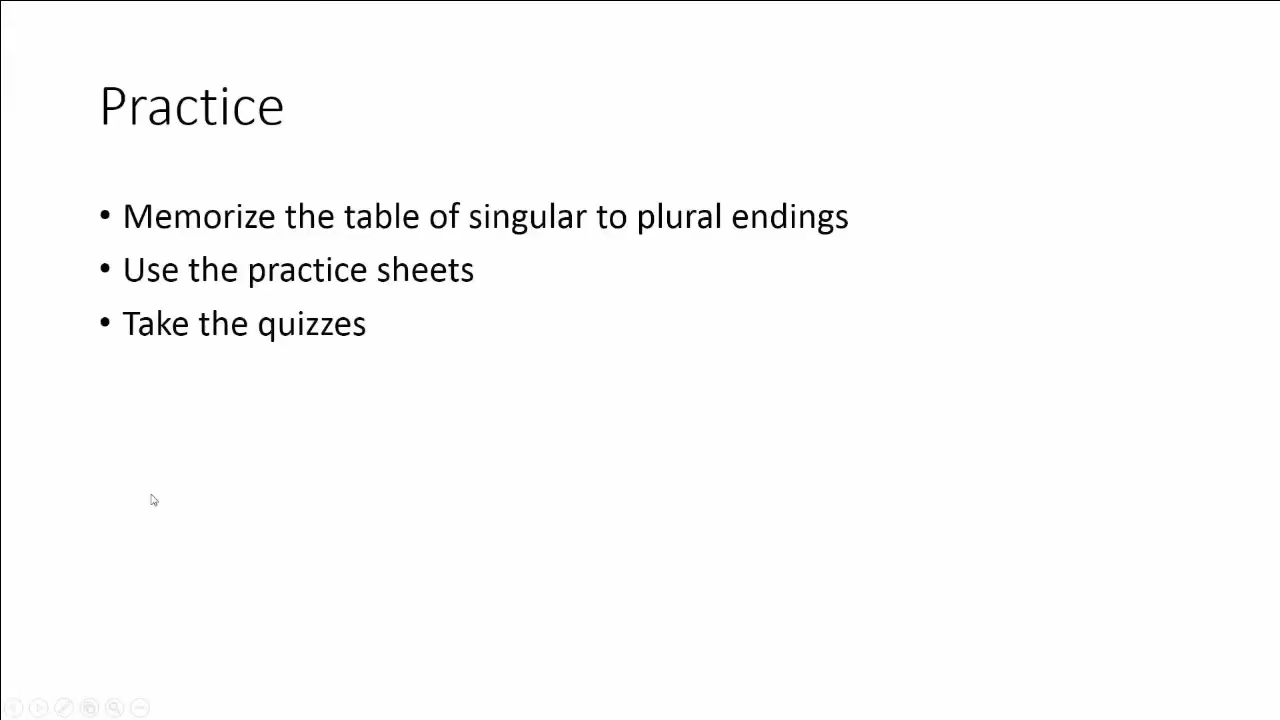 Practice
• Memorize the table of singular to plural endings
• Use the practice sheets
• Take the quizzes